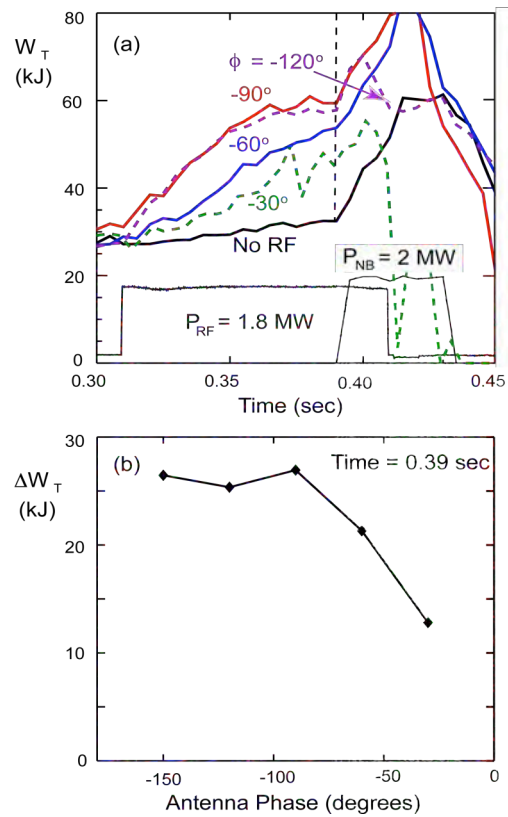 80
(a)
W T
(kJ)
ϕ = -120°
60
-90°
-60°
40
-30°
No RF
P NB = 2 MW
20
P RF = 1.8 MW
0
0.30 0.35 0.40 0.45
Time (sec)
30
(b) Time = 0.39 sec
ΔW T
(kJ)
20
10
0
-150 -100 -50 0
Antenna Phase (degrees)